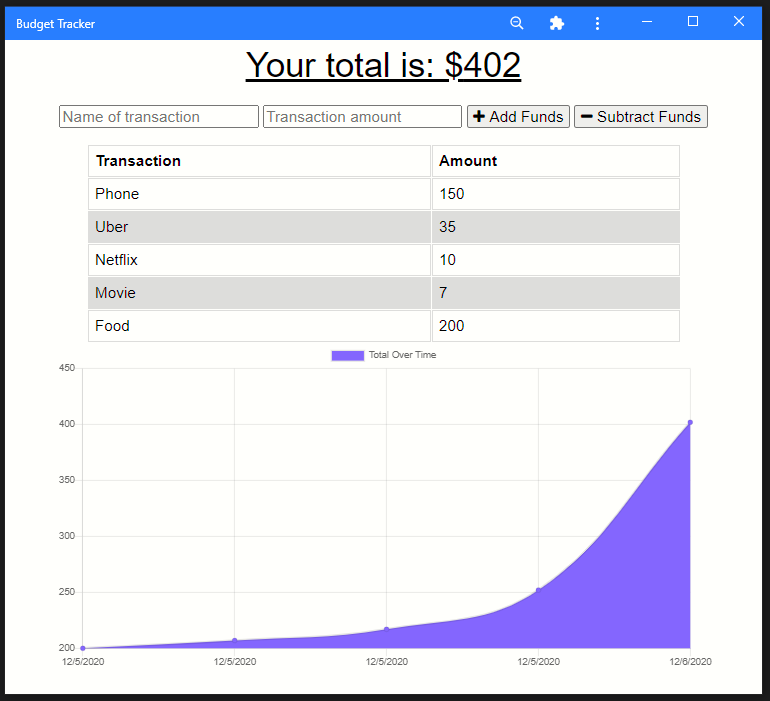 Budget Tracker
Your total is: $402
Name of transaction Transaction amount Add Funds Subtract Funds
Transaction Amount
Phone 150
Uber 35
Netflix 10
Movie 7
Food 200
Total Over Time
450
400
350
300
250
200
12/5/2020 12/5/2020 12/5/2020 12/5/2020 12/6/2020